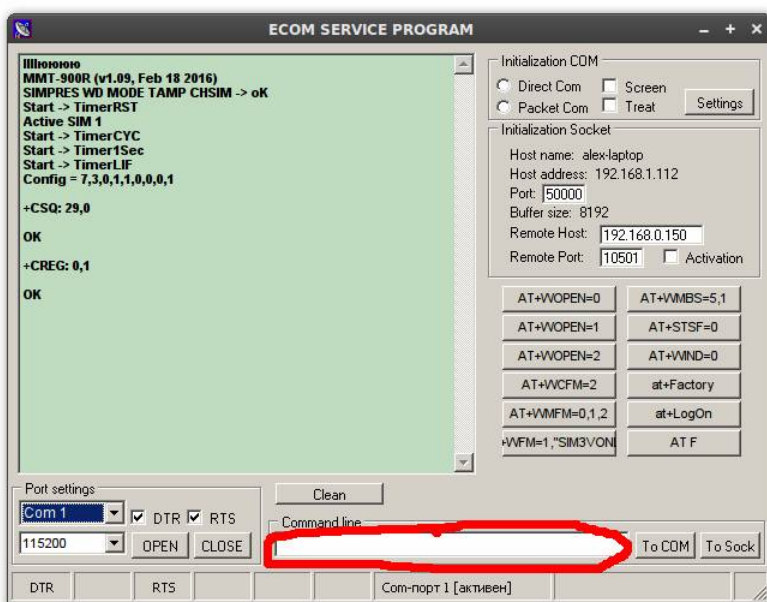 ECOM SERVICE PROGRAM
IIIIюююю
MMT-900R (v1.09, Feb 18 2016)
SIMPRES WD MODE TAMP CHSIM -> oK
Start -> TimerRST
Active SIM 1
Start -> TimerCYC
Start -> Timer1Sec
Start -> TimerLIF
Config = 7,3,0,1,1,0,0,0,1
+CSQ: 29,0
OK
+CREG: 0,1
OK
Initialization COM
Direct Com Screen
Packet Com Treat Settings
Initialization Socket
Host name: alex-laptop
Host address: 192.168.1.112
Port: 50000
Buffer size: 8192
Remote Host: 192.168.0.150
Remote Port: 10501 Activation
AT+WOPEN=0 AT+WMBS=5,1
AT+WOPEN=1 AT+STSF=0
AT+WOPEN=2 AT+WIND=0
AT+WCFM=2 at+Factory
AT+WMFM=0,1,2 at+LogOn
+WFM=1,"SIM3VONL AT F
Port settings
Com 1 DTR RTS
115200 OPEN CLOSE
Clean
Command line
To COM To Sock
DTR RTS Com-порт 1 [активен]